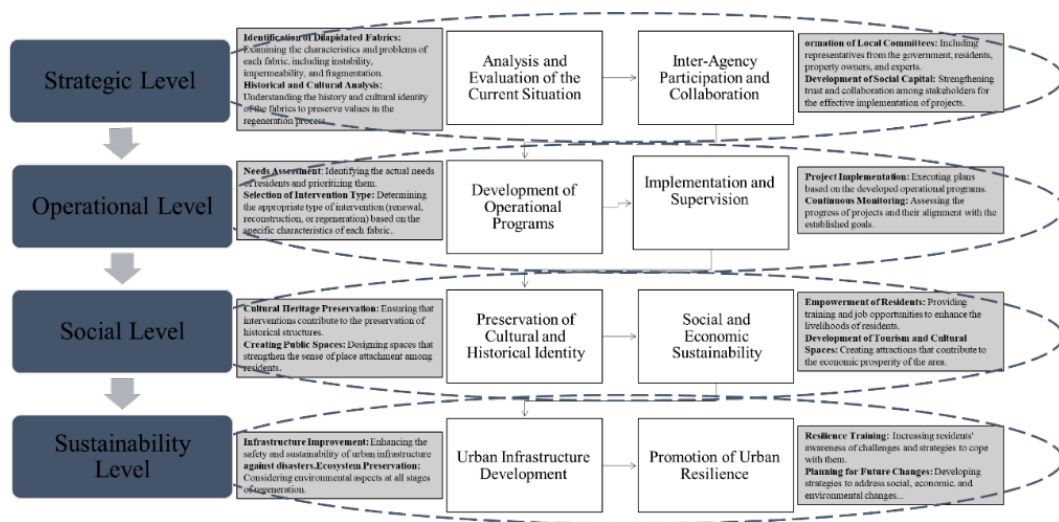 Strategic Level
Identification of Dilapidated Fabrics:
Examining the characteristics and problems of
each fabric, including instability,
impermeability, and fragmentation.
Historical and Cultural Analysis:
Understanding the history and cultural identity
of the fabrics to preserve values in the
regeneration process.
Analysis and
Evaluation of the
Current Situation
Inter-Agency
Participation and
Collaboration
ormation of Local Committees: Including
representatives from the government, residents,
property owners, and experts.
Development of Social Capital: Strengthening
trust and collaboration among stakeholders for
the effective implementation of projects.
Operational Level
Needs Assessment: Identifying the actual needs
of residents and prioritizing them.
Selection of Intervention Type: Determining
the appropriate type of intervention (renewal,
reconstruction, or regeneration) based on the
specific characteristics of each fabric..
Development of
Operational
Programs
Implementation and
Supervision
Project Implementation: Executing plans
based on the developed operational programs.
Continuous Monitoring: Assessing the
progress of projects and their alignment with the
established goals.
Social Level
Cultural Heritage Preservation: Ensuring that
interventions contribute to the preservation of
historical structures.
Creating Public Spaces: Designing spaces that
strengthen the sense of place attachment among
residents.
Preservation of
Cultural and
Historical Identity
Social and
Economic
Sustainability
Empowerment of Residents: Providing
training and job opportunities to enhance the
livelihoods of residents.
Development of Tourism and Cultural
Spaces: Creating attractions that contribute to
the economic prosperity of the area.
Sustainability
Level
Infrastructure Improvement: Enhancing the
safety and sustainability of urban infrastructure
against disasters.Ecosystem Preservation:
Considering environmental aspects at all stages
of regeneration.
Urban Infrastructure
Development
Promotion of Urban
Resilience
Resilience Training: Increasing residents'
awareness of challenges and strategies to cope
with them.
Planning for Future Changes: Developing
strategies to address social, economic, and
environmental changes...